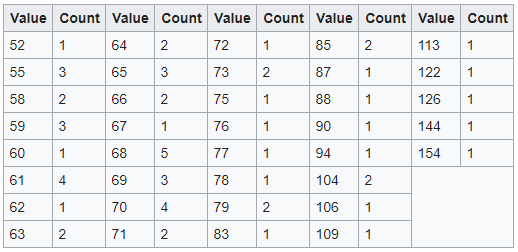 Value Count Value Count Value Count Value Count Value Count
52 1 64 2 72 1 85 2 113 1
55 3 65 3 73 2 87 1 122 1
58 2 66 2 75 1 88 1 126 1
59 3 67 1 76 1 90 1 144 1
60 1 68 5 77 1 94 1 154 1
61 4 69 3 78 1 104 2
62 1 70 4 79 2 106 1
63 2 71 2 83 1 109 1